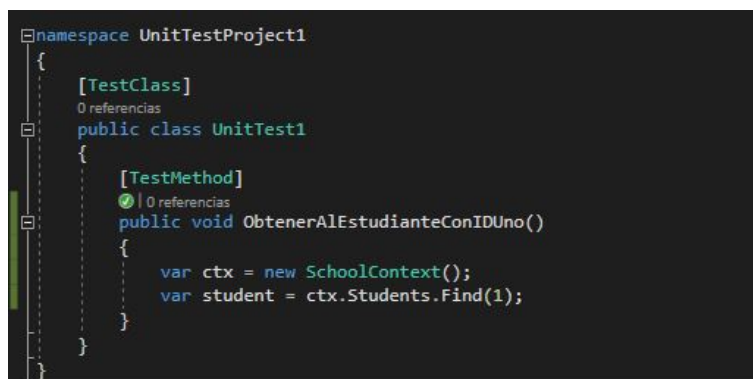 namespace UnitTestProject1
{
[TestClass]
0 referencias
public class UnitTest1
{
[TestMethod]
| 0 referencias
public void ObtenerAlEstudianteConIDUno()
{
var ctx = new SchoolContext();
var student = ctx.Students.Find(1);
}
}
}